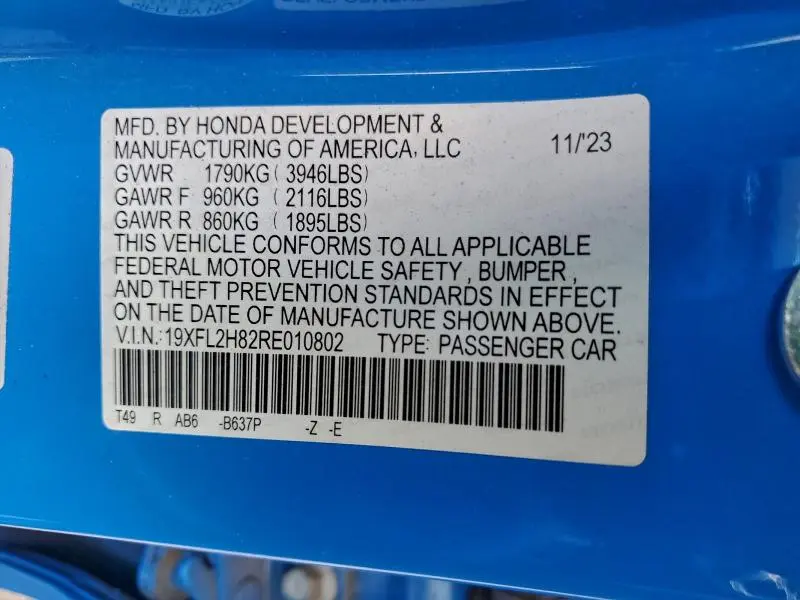 MFD. BY HONDA DEVELOPMENT &
MANUFACTURING OF AMERICA, LLC 11/'23
GVWR 1790KG ( 3946LBS)
GAWR F 960KG ( 2116LBS)
GAWR R 860KG ( 1895LBS)
THIS VEHICLE CONFORMS TO ALL APPLICABLE
FEDERAL MOTOR VEHICLE SAFETY , BUMPER ,
AND THEFT PREVENTION STANDARDS IN EFFECT
ON THE DATE OF MANUFACTURE SHOWN ABOVE.
V.I.N.: 19XFL2H82RE010802 TYPE: PASSENGER CAR
T49 R AB6 -B637P -Z -E